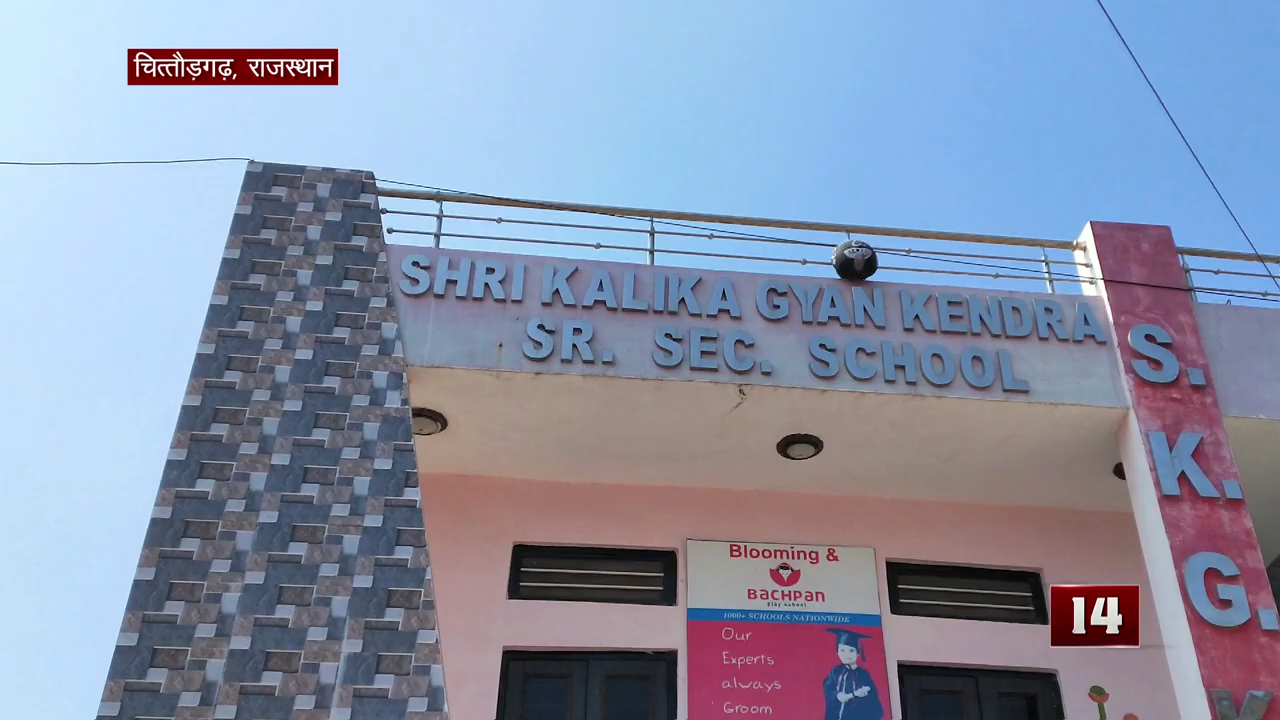 चित्तौड़गढ़, राजस्थान
SHRI KALIKA GYAN KENDRA
SR. SEC. SCHOOL
S.
K.
G.
K
Blooming &
BACHPAN
play school
1000+ SCHOOLS NATIONWIDE
Our
Experts
always
Groom
14